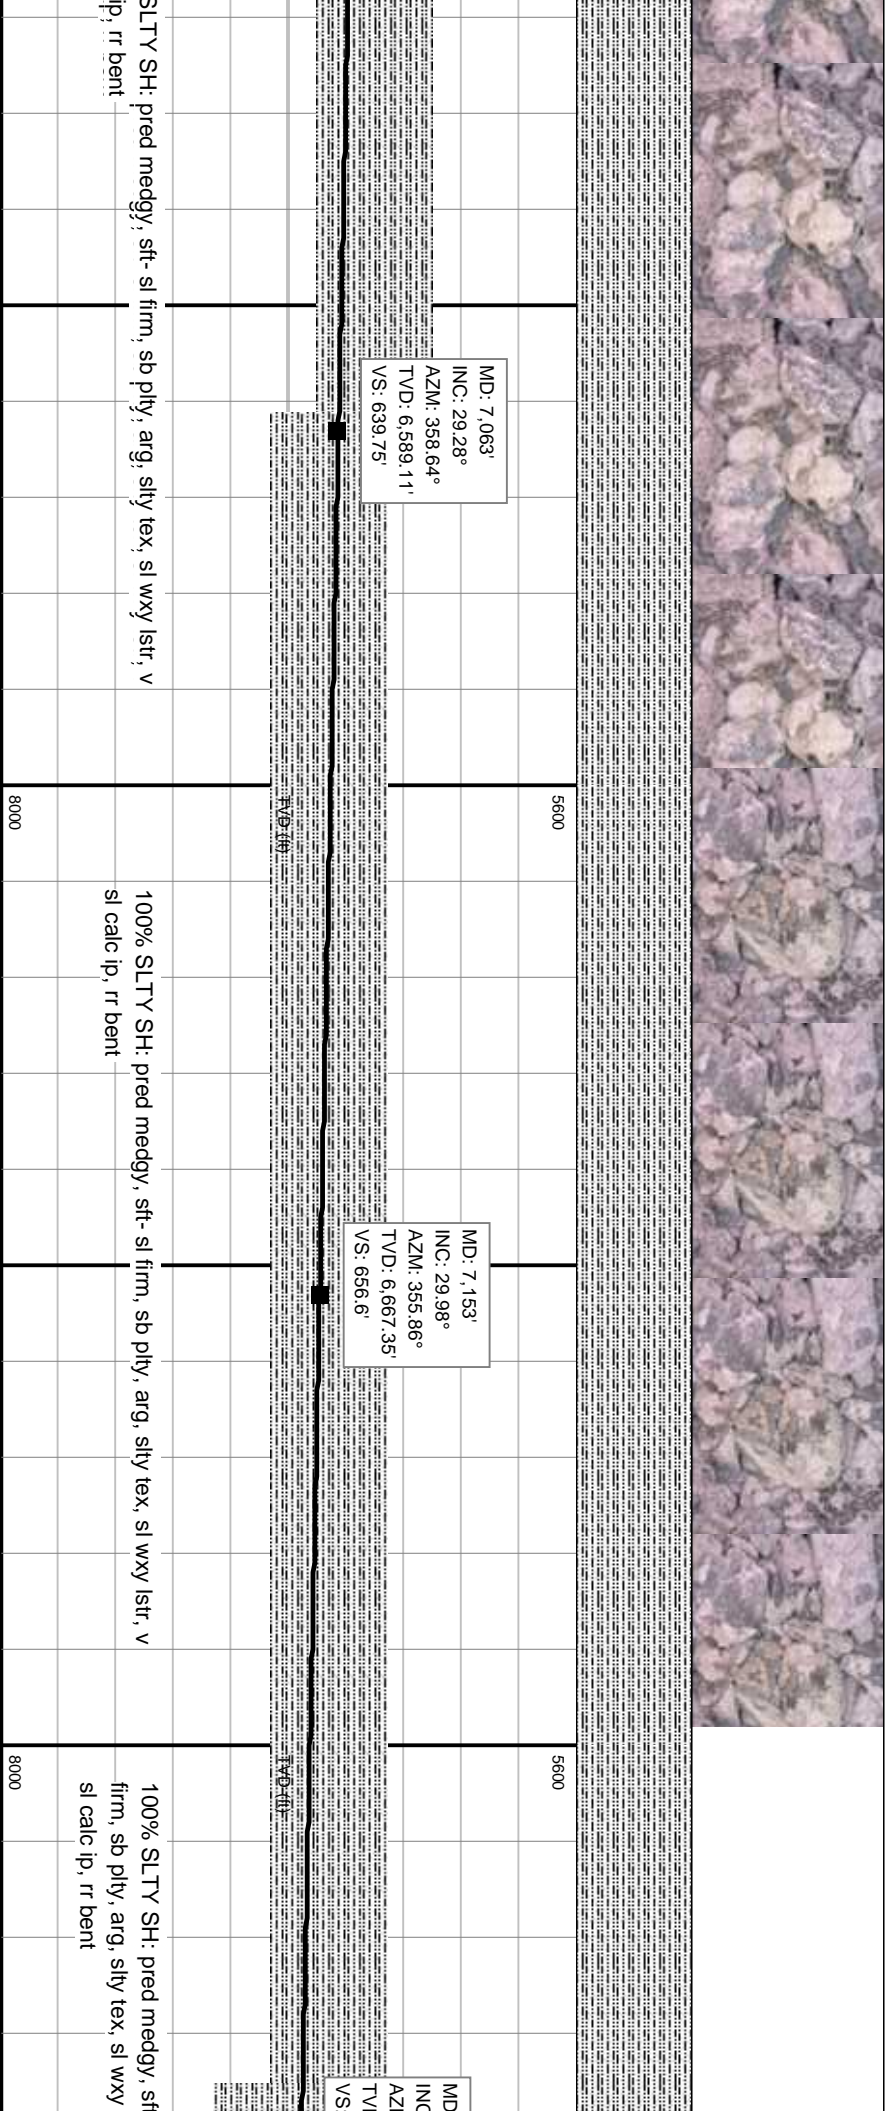 SLTY SH: pred medgy, sft- sl firm, sb plty, arg, slty tex, sl wxy lstr, v
ip, rr bent
MD: 7,063'
INC: 29.28°
AZM: 358.64°
TVD: 6,589.11'
VS: 639.75'
5600
TVD (ft)
8000
100% SLTY SH: pred medgy, sft- sl firm, sb plty, arg, slty tex, sl wxy lstr, v
sl calc ip, rr bent
MD: 7,153'
INC: 29.98°
AZM: 355.86°
TVD: 6,667.35'
VS: 656.6'
5600
TVD (ft)
8000
100% SLTY SH: pred medgy, sft
firm, sb plty, arg, slty tex, sl wxy
sl calc ip, rr bent
MD
INC
AZI
TVI
VS: